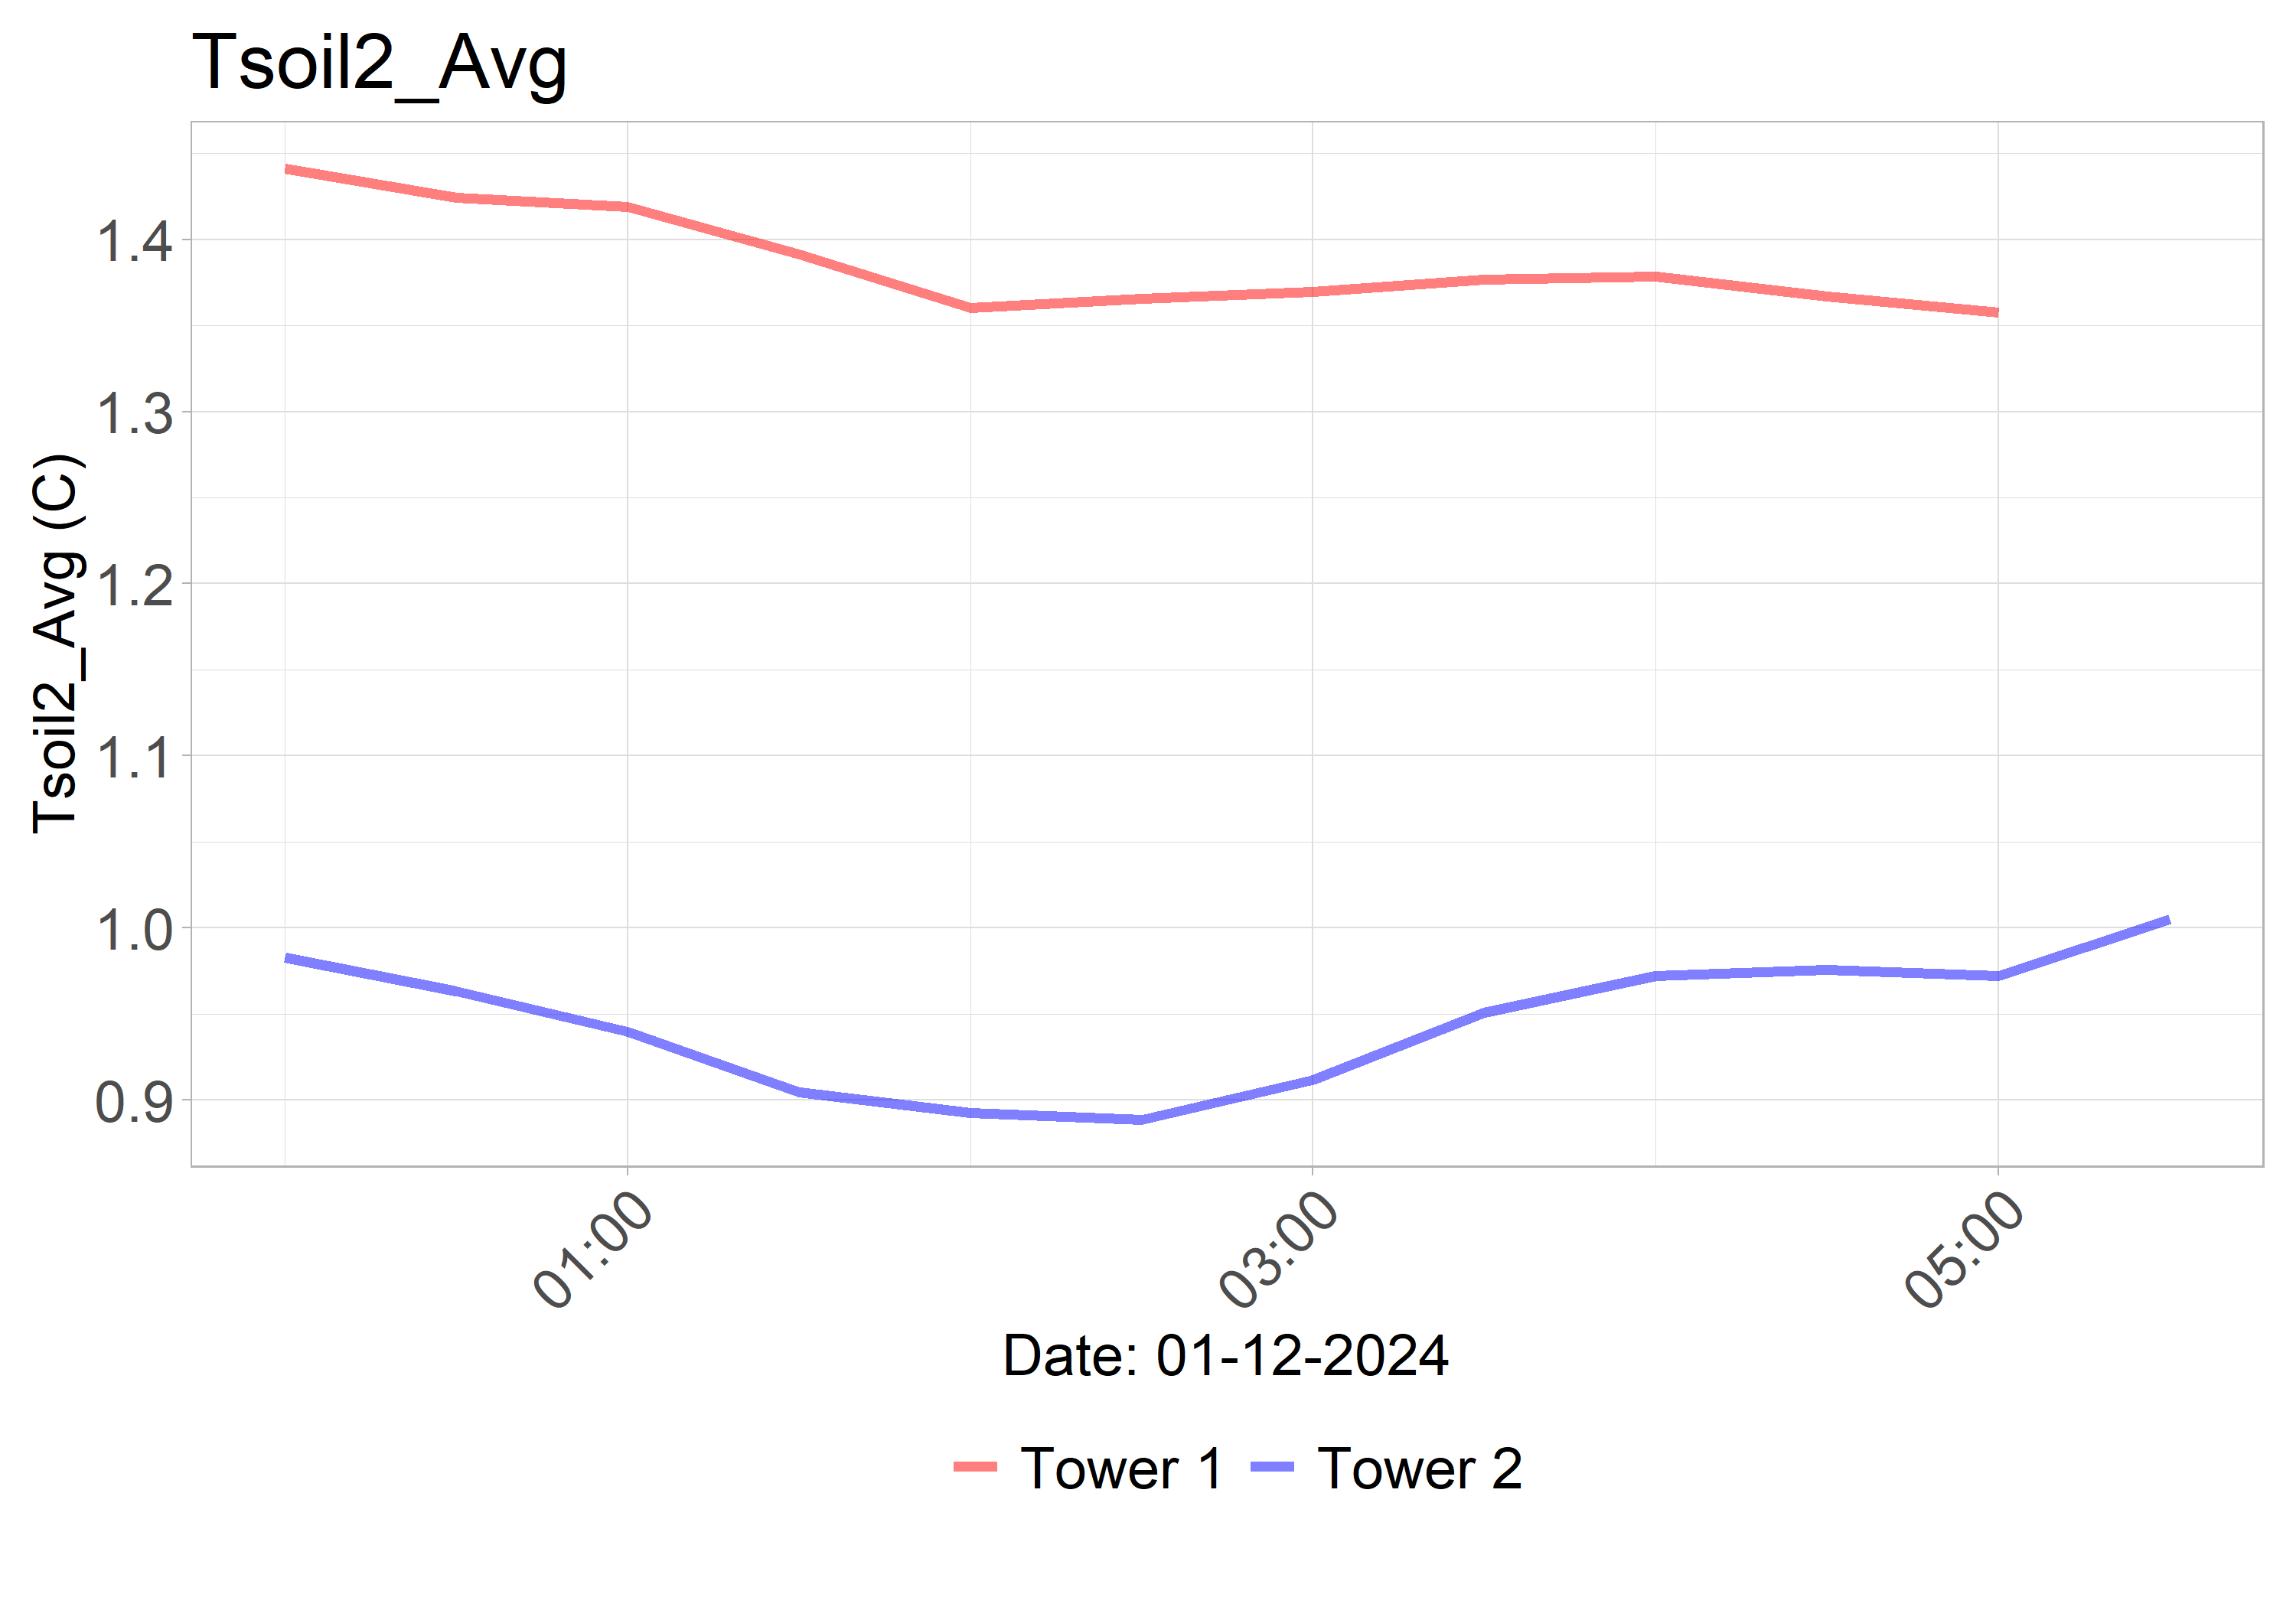 Tsoil2_Avg
Tsoil2_Avg (C)
1.4
1.3
1.2
1.1
1.0
0.9
01:00
03:00
05:00
Date: 01-12-2024
Tower 1
Tower 2